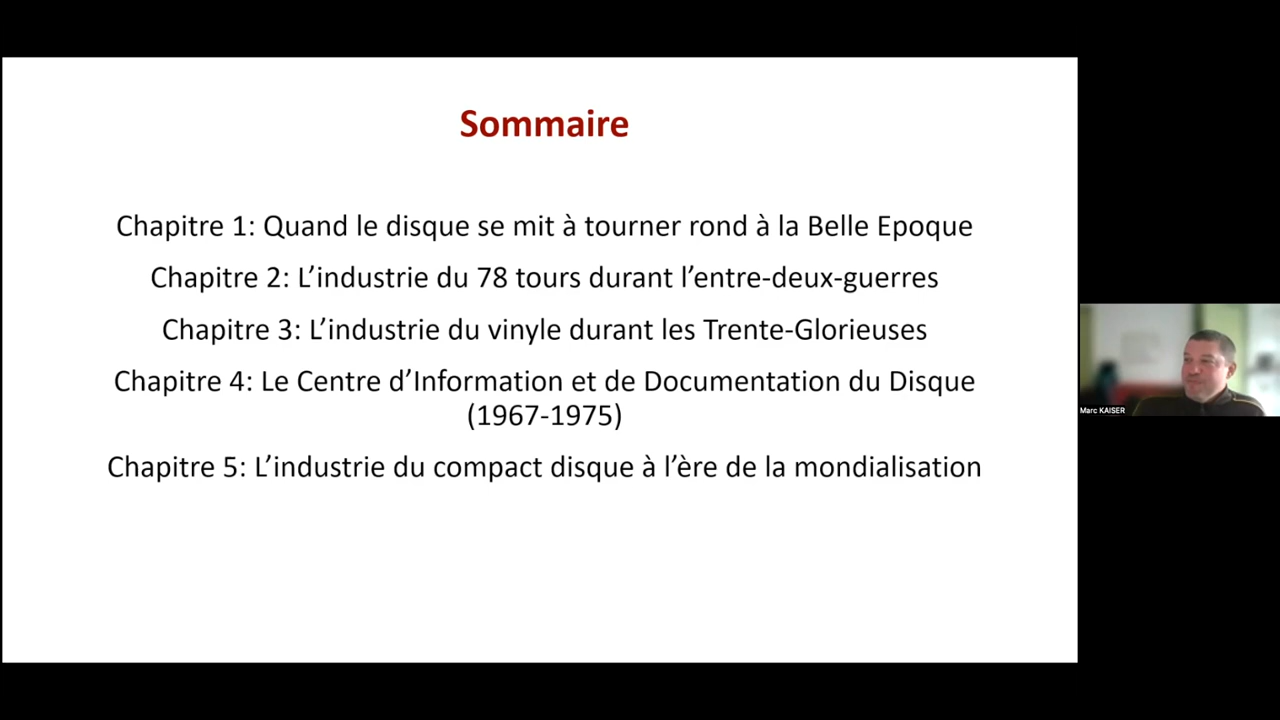 Sommaire
Chapitre 1: Quand le disque se mit à tourner rond à la Belle Epoque
Chapitre 2: L’industrie du 78 tours durant l’entre-deux-guerres
Chapitre 3: L’industrie du vinyle durant les Trente-Glorieuses
Chapitre 4: Le Centre d’Information et de Documentation du Disque
(1967-1975)
Chapitre 5: L’industrie du compact disque à l’ère de la mondialisation
Marc KAISER